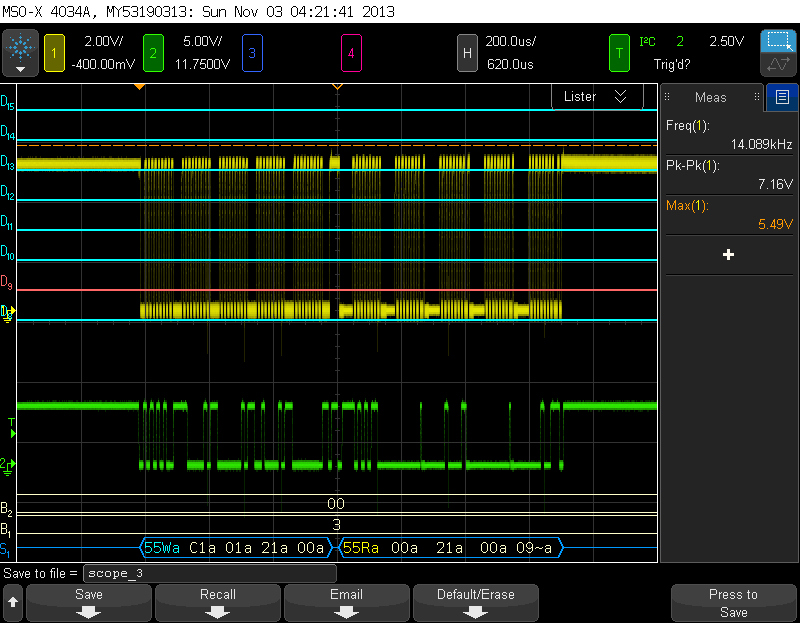 MSO-X 4034A, MY53190313: Sun Nov 03 04:21:41 2013
1 2.00V/ 2 5.00V/ 3 4 H 200.0us/ T I²C 2 2.50V
-400.00mV 11.7500V 620.0us Trig'd?
Lister
Meas
Freq(1):
14.089kHz
Pk-Pk(1):
7.16V
Max(1):
5.49V
+
D15
D14
D13
D12
D11
D10
D9
T
2
B2 00
B1 3
S1 55Wa C1a 01a 21a 00a 55Ra 00a 21a 00a 09~a
Save to file = scope_3
Save Recall Email Default/Erase Press to
Save